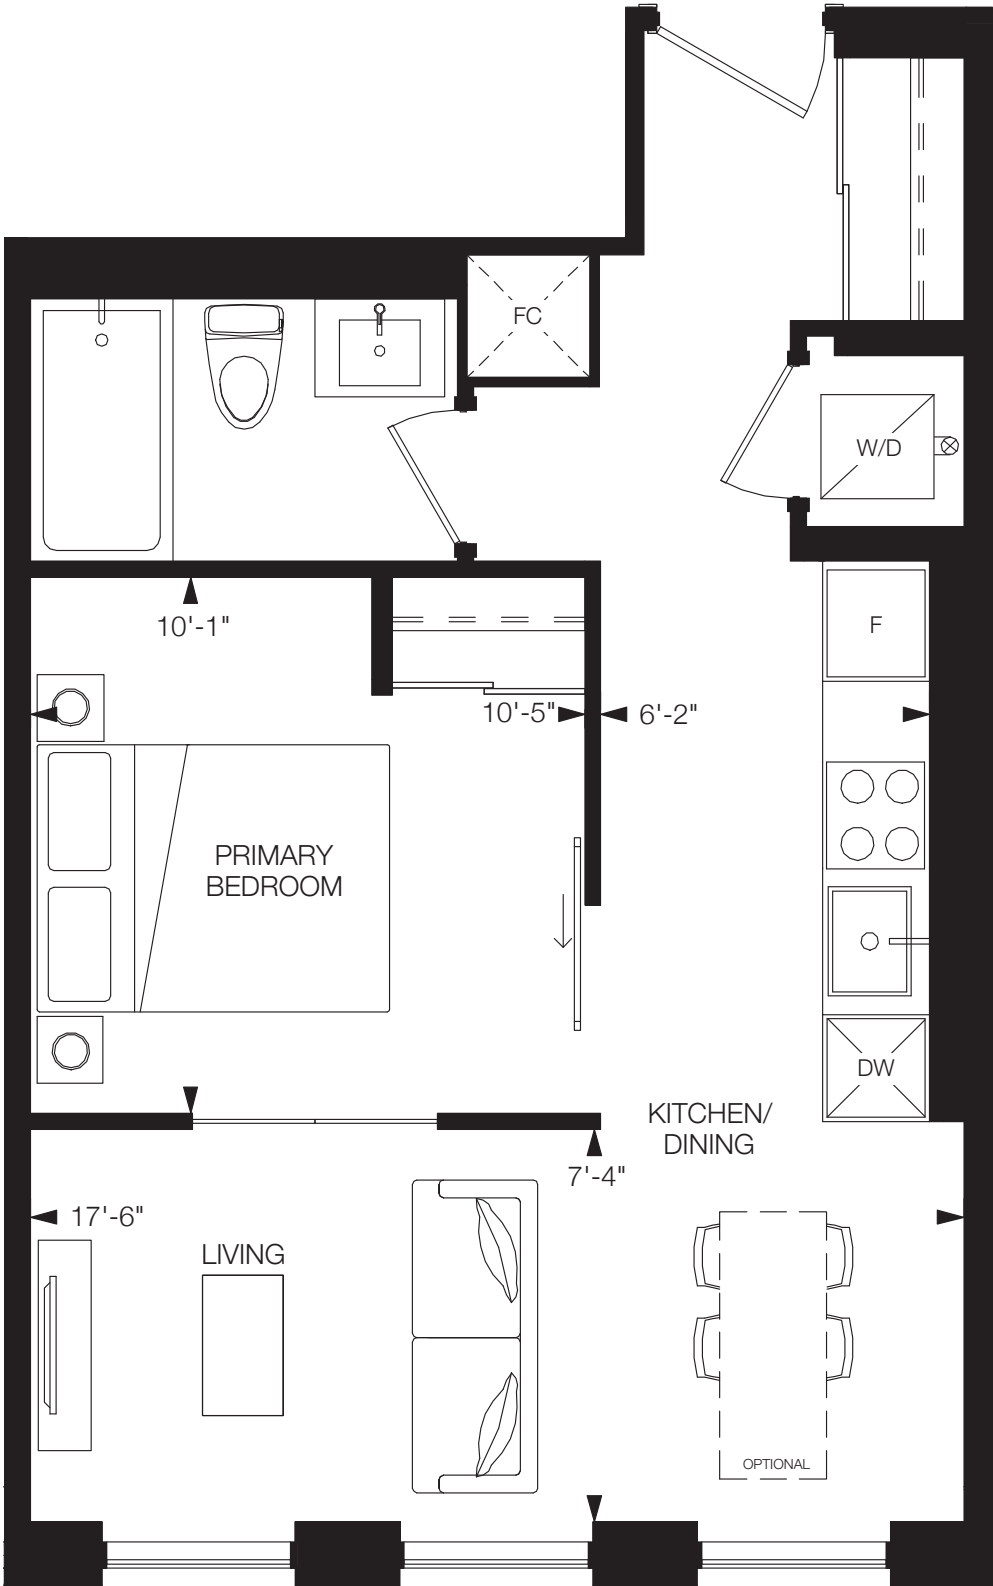 FC
W/D
10'-1"
F
10'-5"
6'-2"
PRIMARY
BEDROOM
DW
KITCHEN/
DINING
7'-4"
17'-6"
LIVING
OPTIONAL